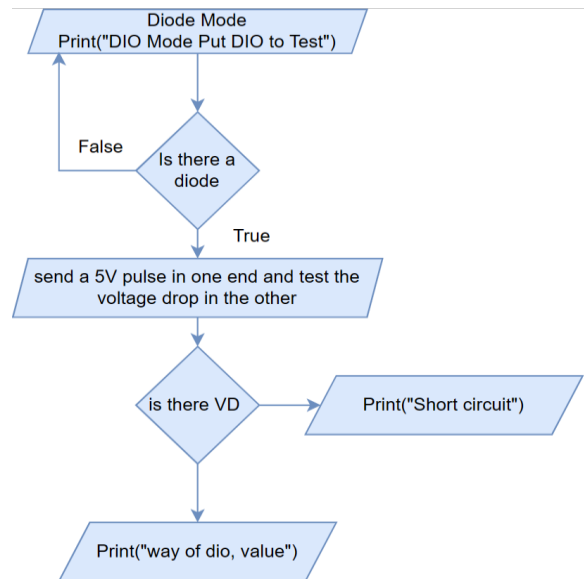 Diode Mode
Print("DIO Mode Put DIO to Test")
False
Is there a
diode
True
send a 5V pulse in one end and test the
voltage drop in the other
is there VD
Print("Short circuit")
Print("way of dio, value")